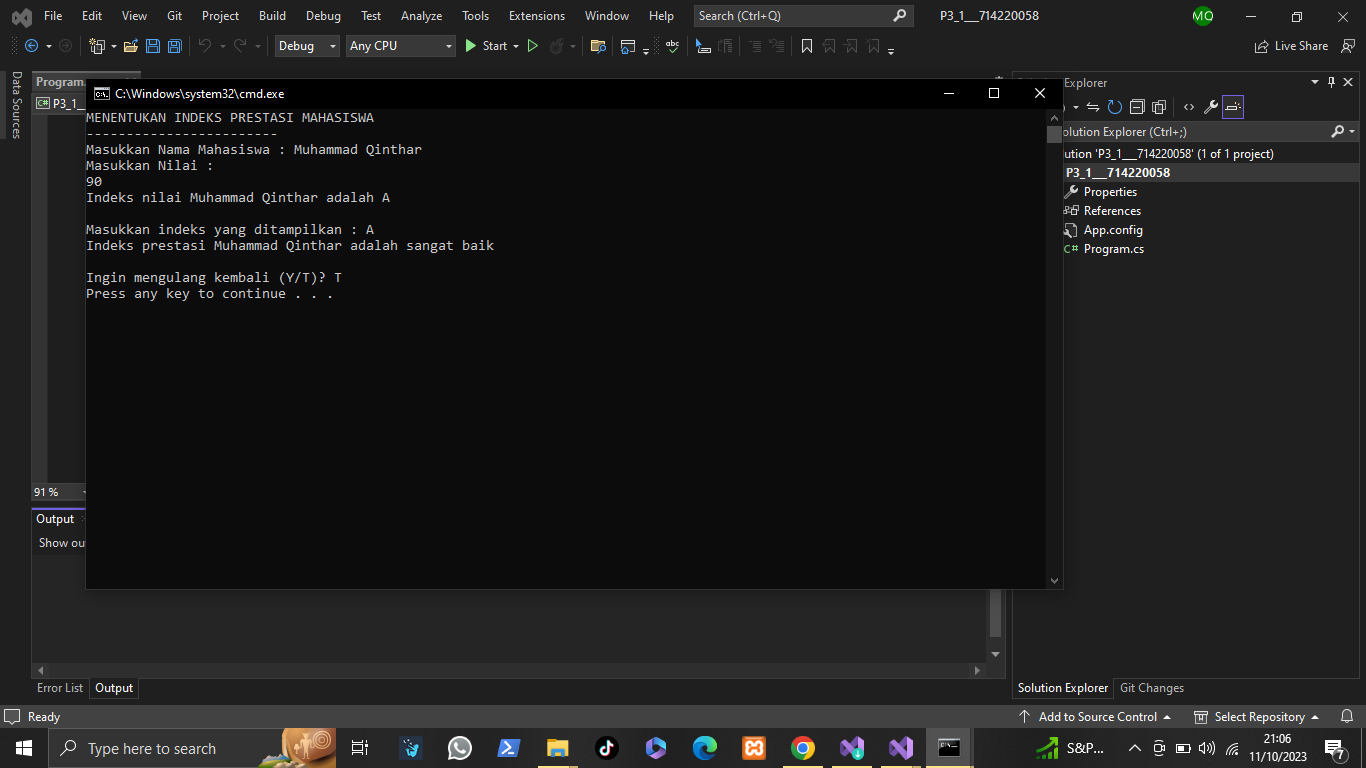 File Edit View Git Project Build Debug Test Analyze Tools Extensions Window Help Search (Ctrl+Q) P3_1__714220058 MQ
Debug Any CPU Start Live Share
Data Sources
Program.
C# P3_1_
C:\Windows\system32\cmd.exe
MENENTUKAN INDEKS PRESTASI MAHASISWA
------------------------
Masukkan Nama Mahasiswa : Muhammad Qinthar
Masukkan Nilai :
90
Indeks nilai Muhammad Qinthar adalah A
Masukkan indeks yang ditampilkan : A
Indeks prestasi Muhammad Qinthar adalah sangat baik
Ingin mengulang kembali (Y/T)? T
Press any key to continue . . .
Explorer
olution Explorer (Ctrl+;)
ution 'P3_1__714220058' (1 of 1 project)
P3_1__714220058
Properties
References
App.config
C# Program.cs
91 %
Output
Show ou
Error List Output
Solution Explorer Git Changes
Ready Add to Source Control Select Repository
Type here to search S&P... 21:06
11/10/2023 7